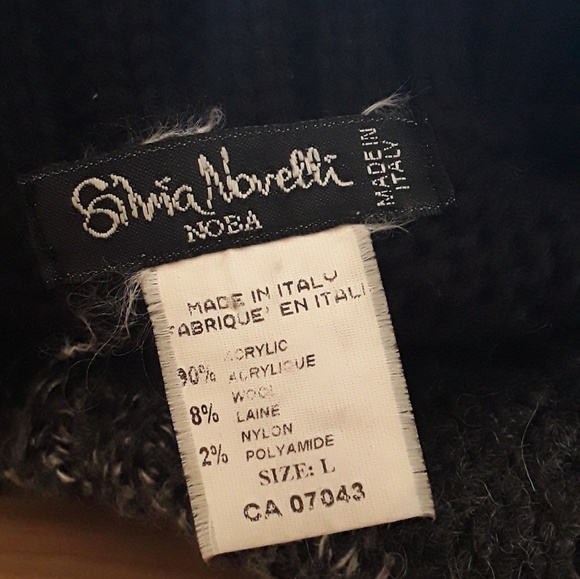 Silvia Novelli
NOEA
MADE IN
ITALY
MADE IN ITALY
FABRIQUE' EN ITALI
ACRYLIC
90% ACRYLIQUE
WOOL
8% LAINE
NYLON
2% POLYAMIDE
SIZE: L
CA 07043